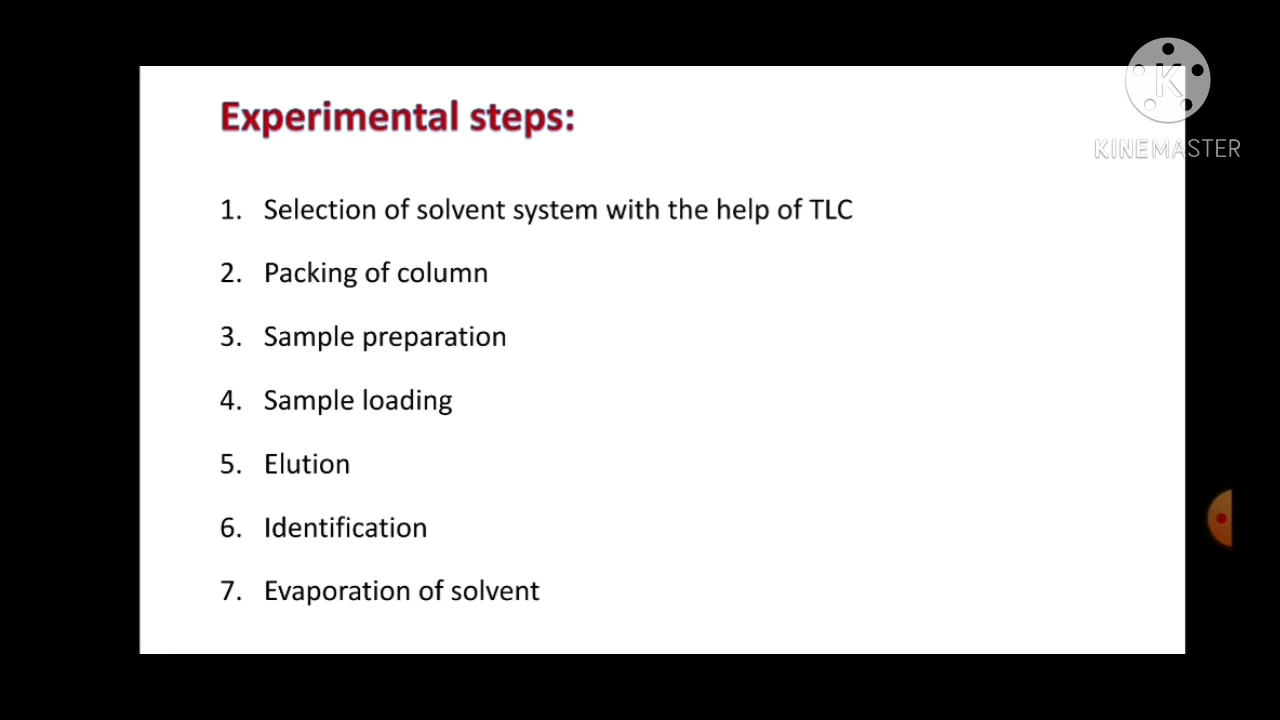 Experimental steps:
KINEMASTER
1. Selection of solvent system with the help of TLC
2. Packing of column
3. Sample preparation
4. Sample loading
5. Elution
6. Identification
7. Evaporation of solvent